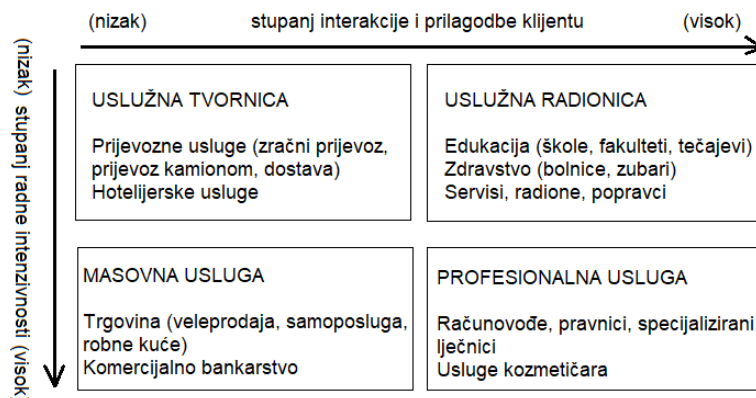 (nizak) stupanj interakcije i prilagodbe klijentu (visok)
(nizak) stupanj radne intenzivnosti (visok)
USLUŽNA TVORNICA
Prijevozne usluge (zračni prijevoz,
prijevoz kamionom, dostava)
Hotelijerske usluge
USLUŽNA RADIONICA
Edukacija (škole, fakulteti, tečajevi)
Zdravstvo (bolnice, zubari)
Servisi, radione, popravci
MASOVNA USLUGA
Trgovina (veleprodaja, samoposluga,
robne kuće)
Komercijalno bankarstvo
PROFESIONALNA USLUGA
Računovođe, pravnici, specijalizirani
lječnici
Usluge kozmetičara